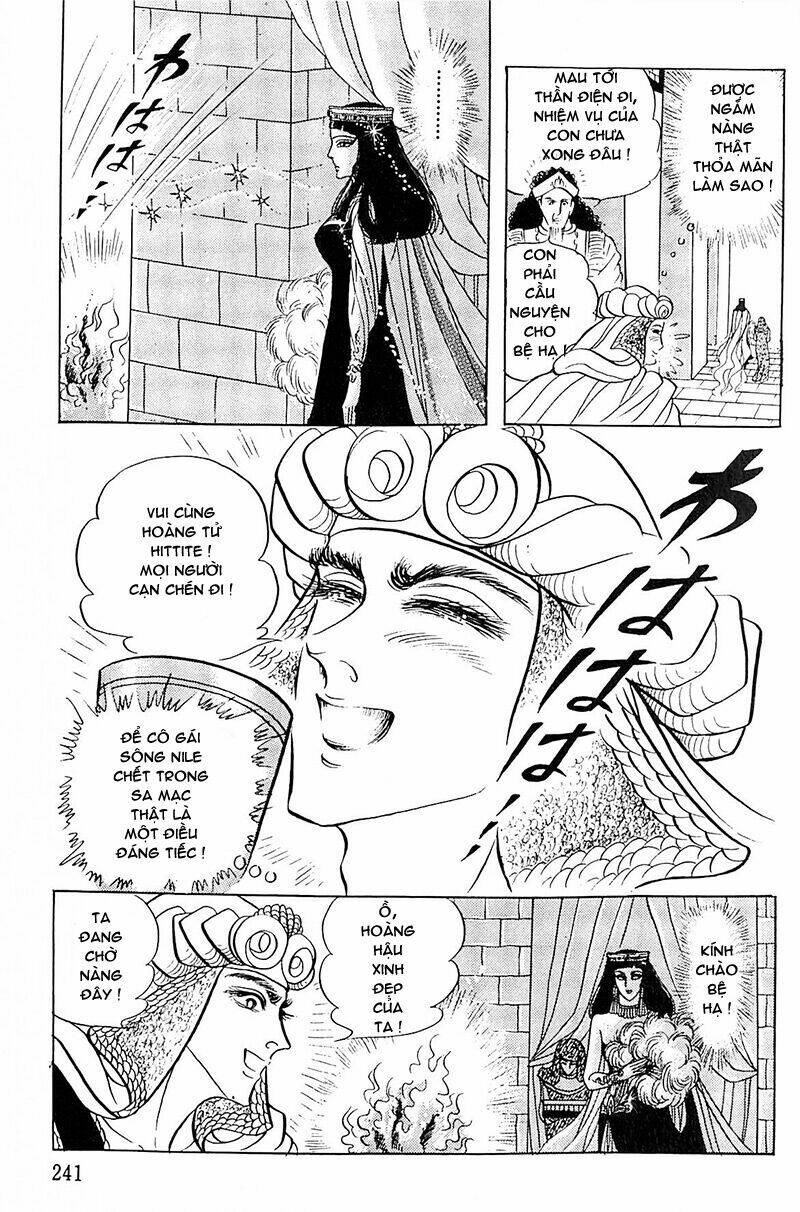 ĐƯỢC
NGẮM
NÀNG
THẬT
THỎA MÃN
LÀM SAO !
MAU TỚI
THẦN ĐIỆN ĐI,
NHIỆM VỤ CỦA
CON CHƯA
XONG ĐÂU !
CON
PHẢI
CẦU
NGUYỆN
CHO
BỆ HẠ !
.........
わはは…
VUI CÙNG
HOÀNG TỬ
HITTITE !
MỌI NGƯỜI
CẠN CHÉN ĐI !
わははは…!
ĐỂ CÔ GÁI
SÔNG NILE
CHẾT TRONG
SA MẠC
THẬT LÀ
MỘT ĐIỀU
ĐÁNG TIẾC !
KÍNH
CHÀO
BỆ
HẠ !
Ồ,
HOÀNG
HẬU
XINH
ĐẸP
CỦA
TA !
TA
ĐANG
CHỜ
NÀNG
ĐÂY !
241